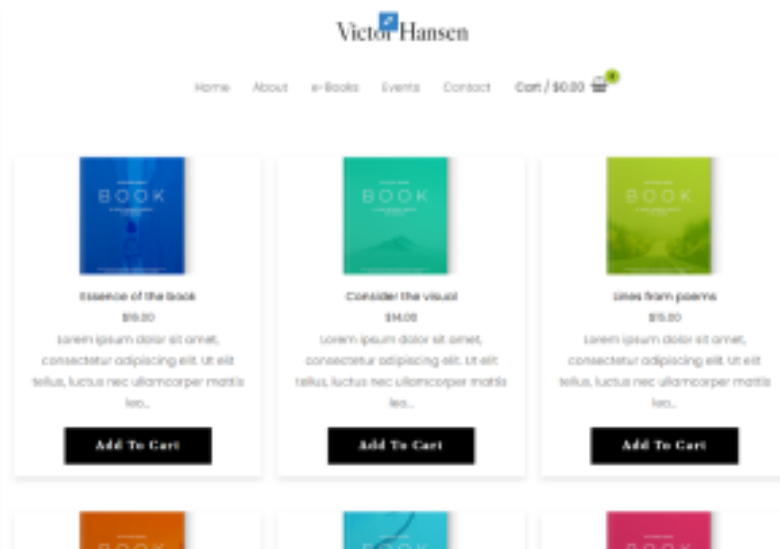 Victor Hansen
Home About e-Books Events Contact Cart / $0.00
BOOK BOOK BOOK
Essence of the book Consider the visual Lines from poems
$16.00 $14.00 $15.00
Lorem ipsum dolor sit amet, Lorem ipsum dolor sit amet, Lorem ipsum dolor sit amet,
consectetur adipiscing elit. Ut elit consectetur adipiscing elit. Ut elit consectetur adipiscing elit. Ut elit
tellus, luctus nec ullamcorper mattis tellus, luctus nec ullamcorper mattis tellus, luctus nec ullamcorper mattis
leo... leo... leo...
Add To Cart Add To Cart Add To Cart
BOOK BOOK BOOK